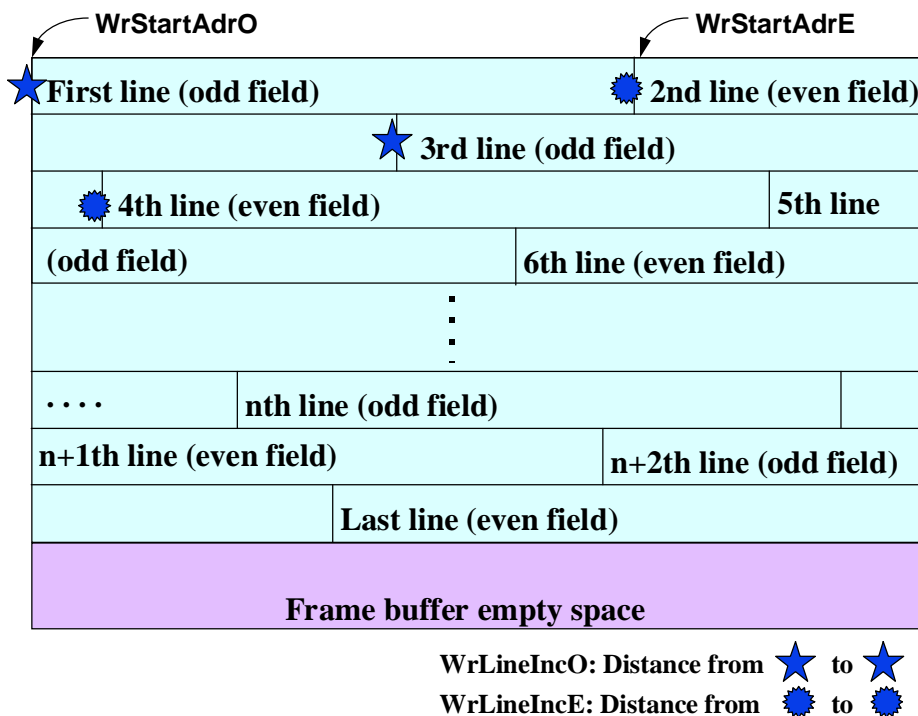 WrStartAdrO WrStartAdrE
First line (odd field) 2nd line (even field)
3rd line (odd field)
4th line (even field) 5th line
(odd field) 6th line (even field)
. . . . nth line (odd field)
n+1th line (even field) n+2th line (odd field)
Last line (even field)
Frame buffer empty space
WrLineIncO: Distance from to
WrLineIncE: Distance from to